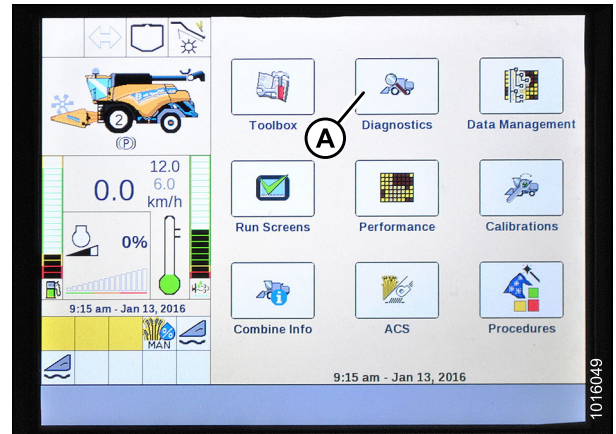 2
(P)
12.0
6.0
0.0
km/h
0%
9:15 am - Jan 13, 2016
MAN
Toolbox
Diagnostics
Data Management
A
Run Screens
Performance
Calibrations
Combine Info
ACS
Procedures
9:15 am - Jan 13, 2016
1016049